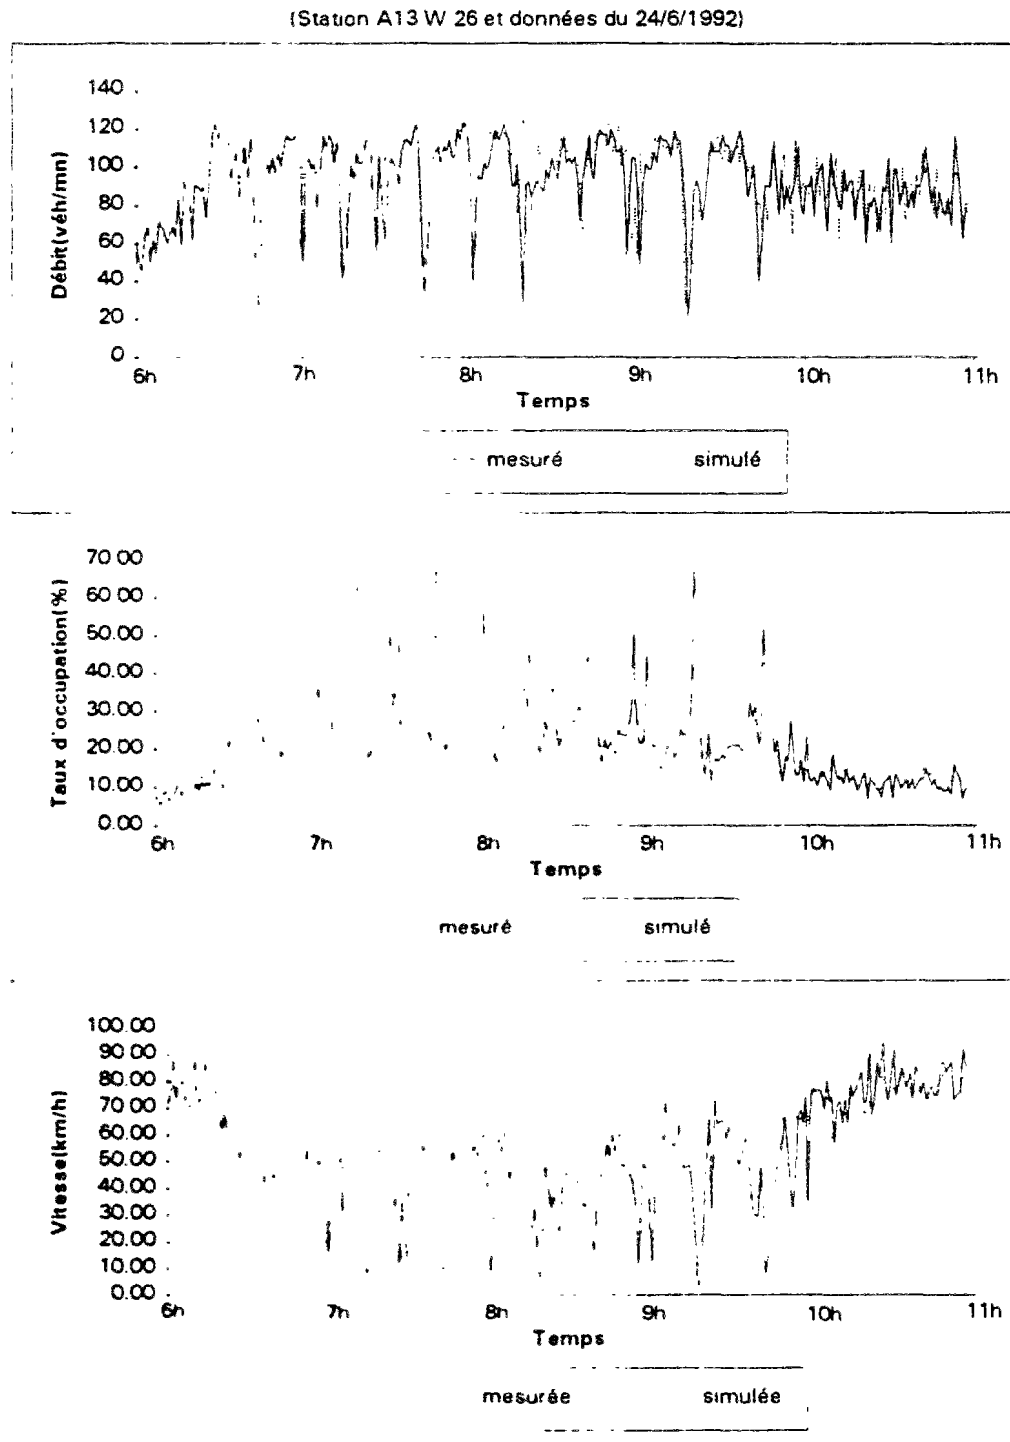 (Station A13 W 26 et données du 24/6/1992)
Débit(véh/mn)
140
120
100
80
60
40
20
0
6h 7h 8h 9h 10h 11h
Temps
mesuré simulé
Taux d'occupation(%)
70 00
60 00
50.00
40.00
30.00
20.00
10.00
0.00
6h 7h 8h 9h 10h 11h
Temps
mesuré simulé
Vitesse(km/h)
100.00
90.00
80.00
70.00
60.00
50.00
40.00
30.00
20.00
10.00
0.00
6h 7h 8h 9h 10h 11h
Temps
mesurée simulée